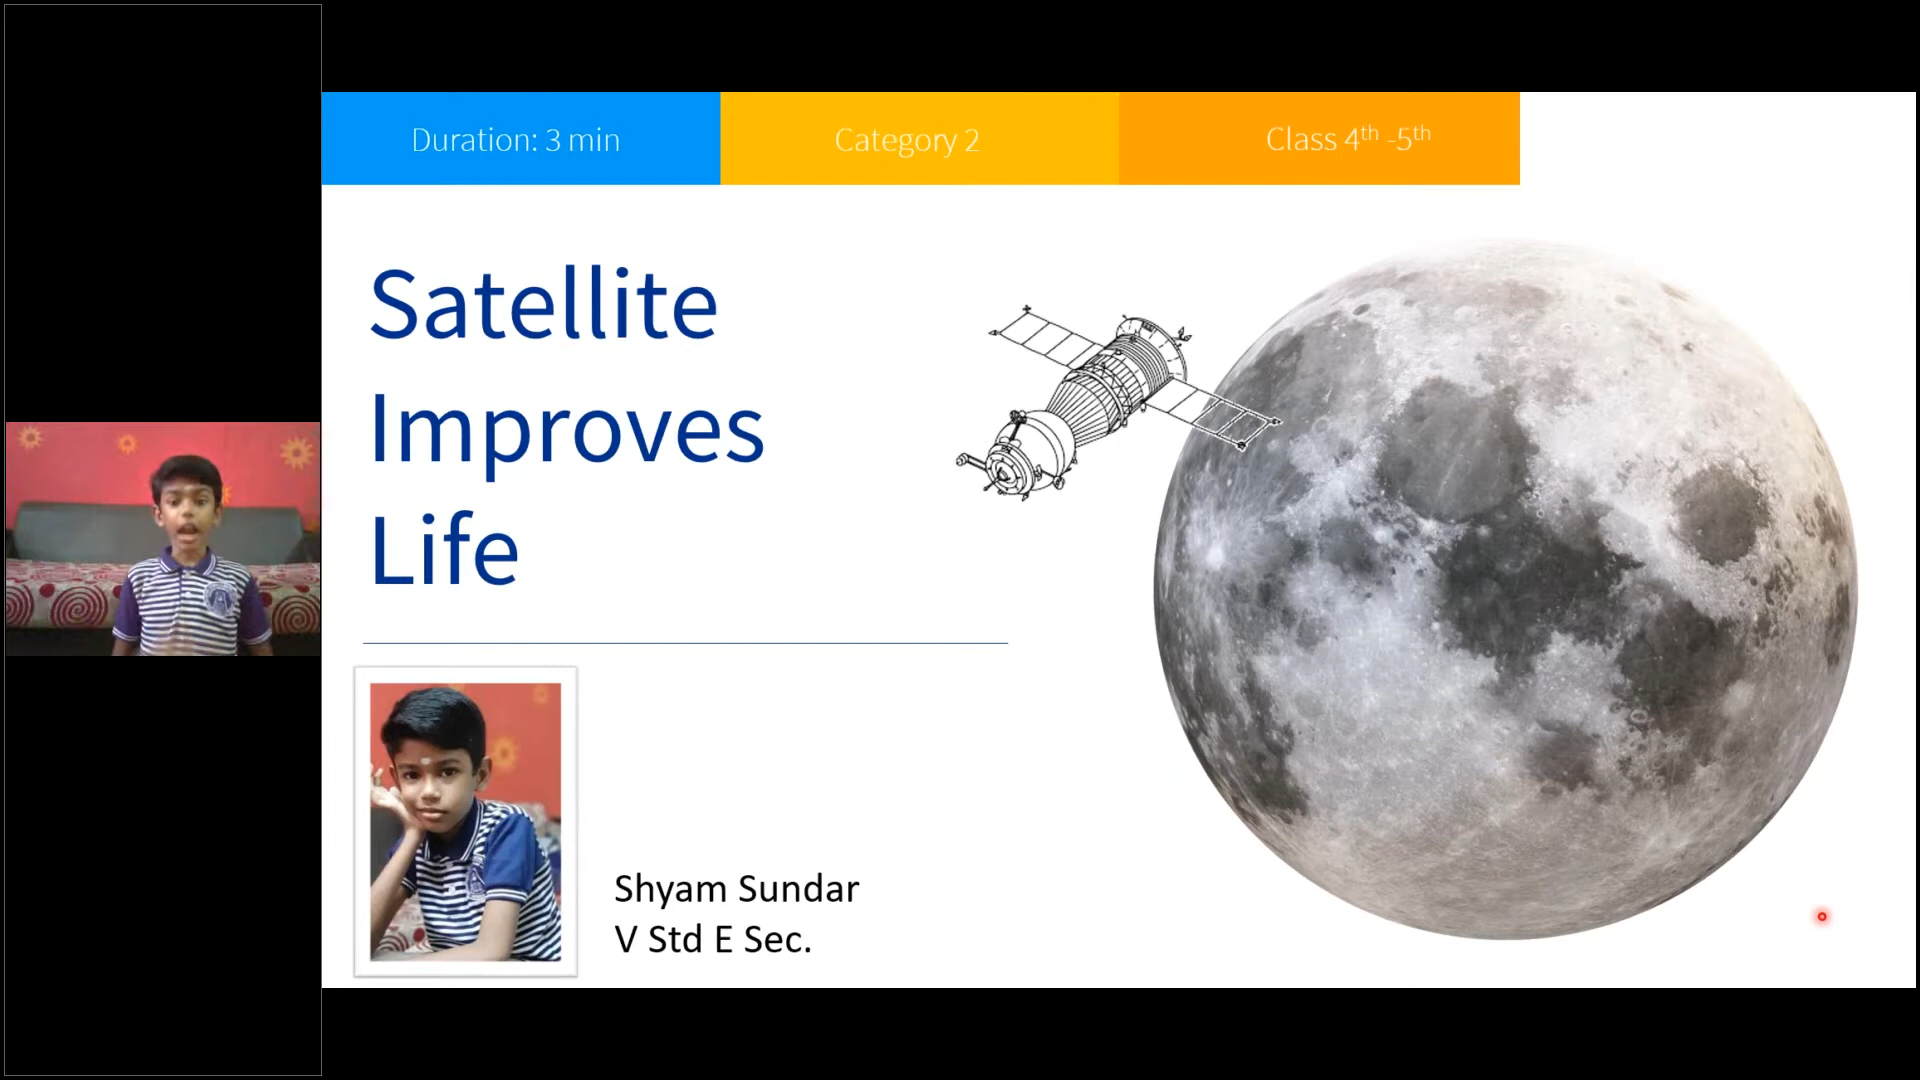 Duration: 3 min
Category 2
Class 4th -5th
Satellite
Improves
Life
Shyam Sundar
V Std E Sec.